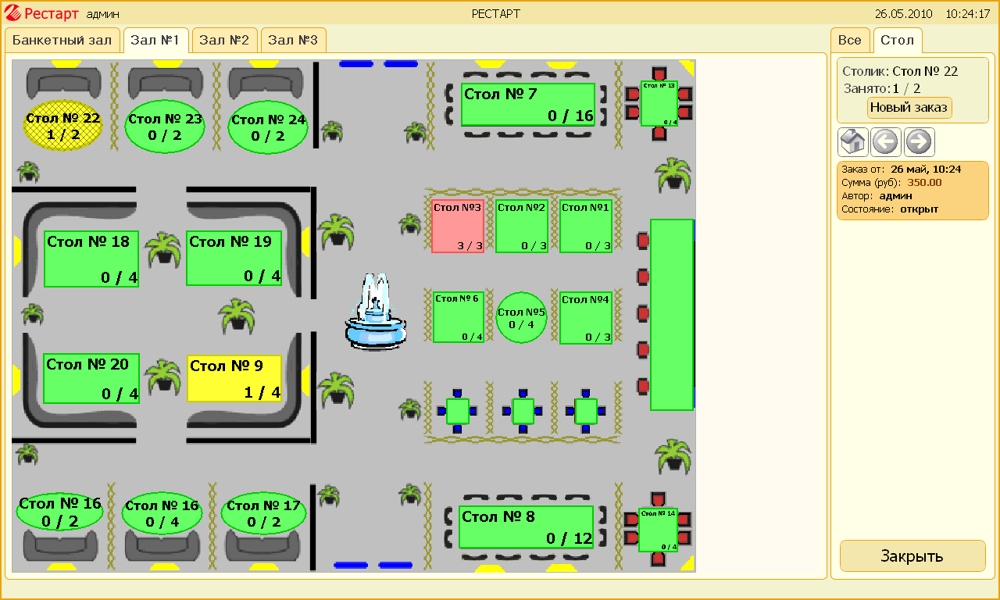 Рестарт админ РЕСТАРТ 26.05.2010 10:24:17
Банкетный зал Зал №1 Зал №2 Зал №3 Все Стол
Столик: Стол № 22
Занято: 1 / 2
Новый заказ
Заказ от: 26 май, 10:24
Сумма (руб): 350.00
Автор: админ
Состояние: открыт
Закрыть
Стол № 22
1 / 2
Стол № 23
0 / 2
Стол № 24
0 / 2
Стол № 7
0 / 16
Стол № 13
0 / 4
Стол № 18
0 / 4
Стол № 19
0 / 4
Стол №3
3 / 3
Стол №2
0 / 3
Стол №1
0 / 3
Стол № 6
0 / 4
Стол №5
0 / 4
Стол №4
0 / 3
Стол № 20
0 / 4
Стол № 9
1 / 4
Стол № 16
0 / 2
Стол № 16
0 / 4
Стол № 17
0 / 2
Стол № 8
0 / 12
Стол № 14
0 / 4